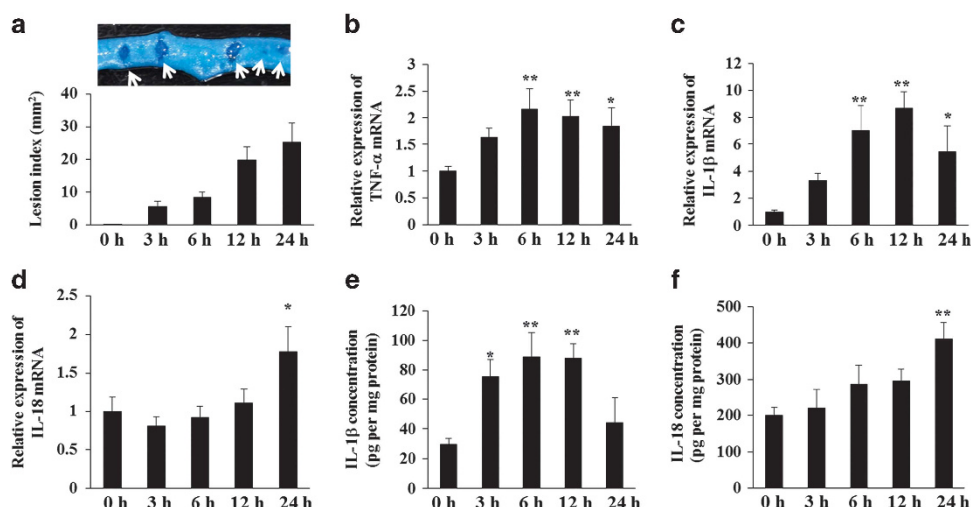 a
Lesion index (mm²)
40
30
20
10
0 h 3 h 6 h 12 h 24 h
b
Relative expression of
TNF-α mRNA
3
2.5
2
1.5
1
0.5
0
**
**
*
0 h 3 h 6 h 12 h 24 h
c
Relative expression of
IL-1β mRNA
10
8
6
4
2
0
**
**
*
0 h 3 h 6 h 12 h 24 h
d
Relative expression of
IL-18 mRNA
2.5
2
1.5
1
0.5
0
*
0 h 3 h 6 h 12 h 24 h
e
IL-1β concentration
(pg per mg protein)
120
100
80
60
40
20
0
*
**
**
0 h 3 h 6 h 12 h 24 h
f
IL-18 concentration
(pg per mg protein)
500
400
300
200
100
0
**
0 h 3 h 6 h 12 h 24 h